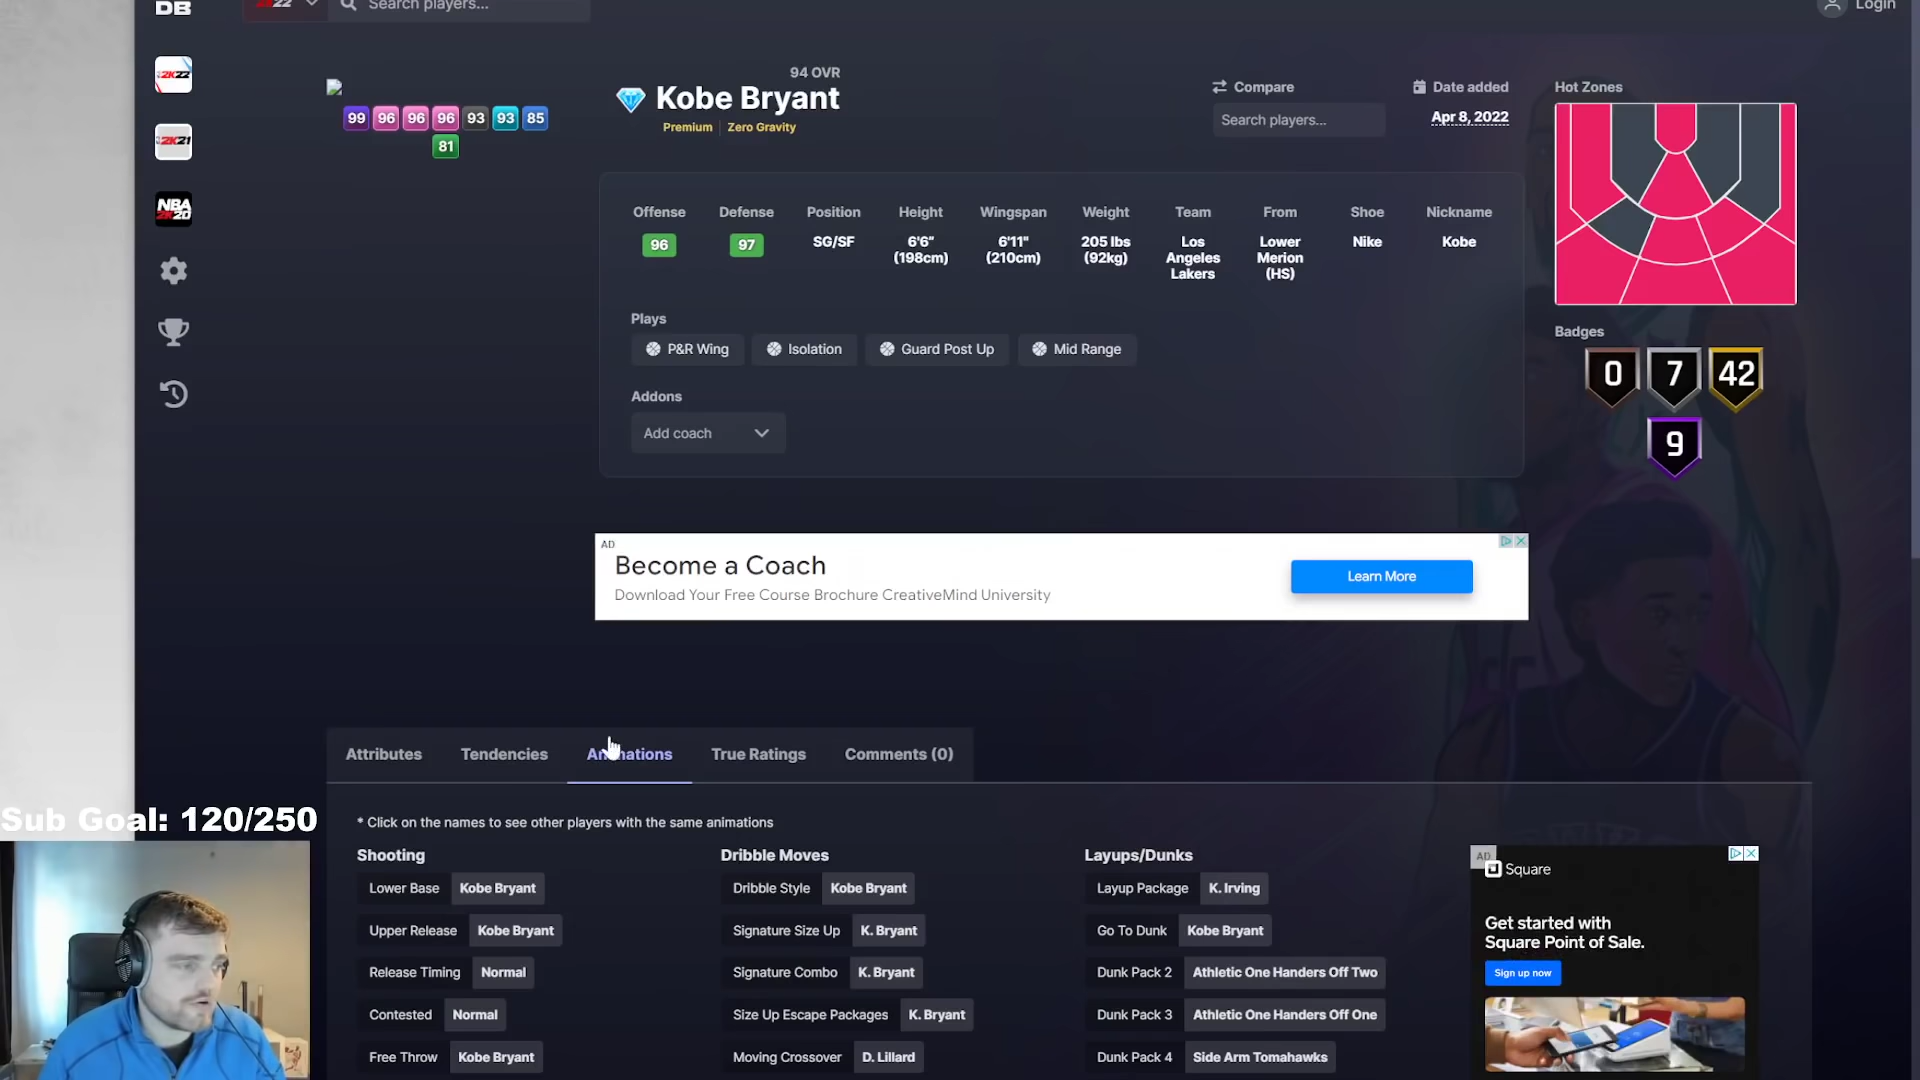 DB
2K22
Search players...
Login
2K22
2K21
NBA 2K20
99 96 96 96 93 93 85
81
94 OVR
Kobe Bryant
Premium | Zero Gravity
Compare
Search players...
Date added
Apr 8, 2022
Hot Zones
Offense Defense Position Height Wingspan Weight Team From Shoe Nickname
96 97 SG/SF 6'6" (198cm) 6'11" (210cm) 205 lbs (92kg) Los Angeles Lakers Lower Merion (HS) Nike Kobe
Plays
P&R Wing Isolation Guard Post Up Mid Range
Addons
Add coach
Badges
0 7 42
9
AD
Become a Coach
Download Your Free Course Brochure CreativeMind University
Learn More
Attributes Tendencies Animations True Ratings Comments (0)
* Click on the names to see other players with the same animations
Shooting
Lower Base Kobe Bryant
Upper Release Kobe Bryant
Release Timing Normal
Contested Normal
Free Throw Kobe Bryant
Dribble Moves
Dribble Style Kobe Bryant
Signature Size Up K. Bryant
Signature Combo K. Bryant
Size Up Escape Packages K. Bryant
Moving Crossover D. Lillard
Layups/Dunks
Layup Package K. Irving
Go To Dunk Kobe Bryant
Dunk Pack 2 Athletic One Handers Off Two
Dunk Pack 3 Athletic One Handers Off One
Dunk Pack 4 Side Arm Tomahawks
AD
Square
Get started with
Square Point of Sale.
Sign up now
Sub Goal: 120/250